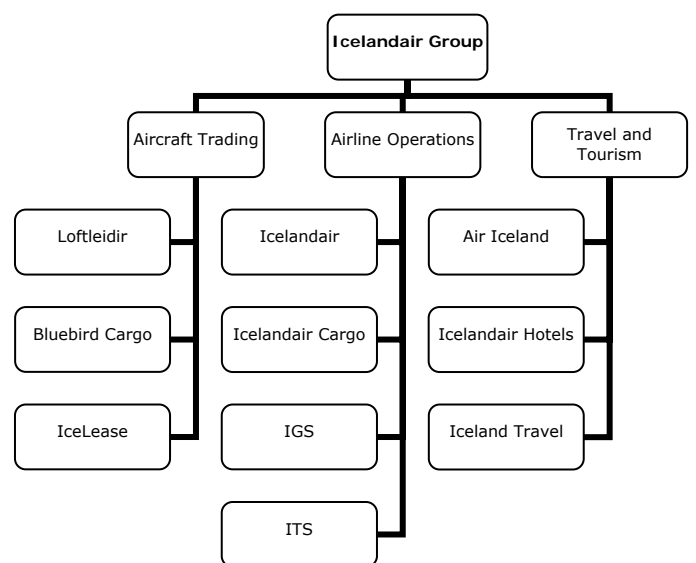 Icelandair Group
Aircraft Trading
Airline Operations
Travel and
Tourism
Loftleidir
Icelandair
Air Iceland
Bluebird Cargo
Icelandair Cargo
Icelandair Hotels
IceLease
IGS
Iceland Travel
ITS